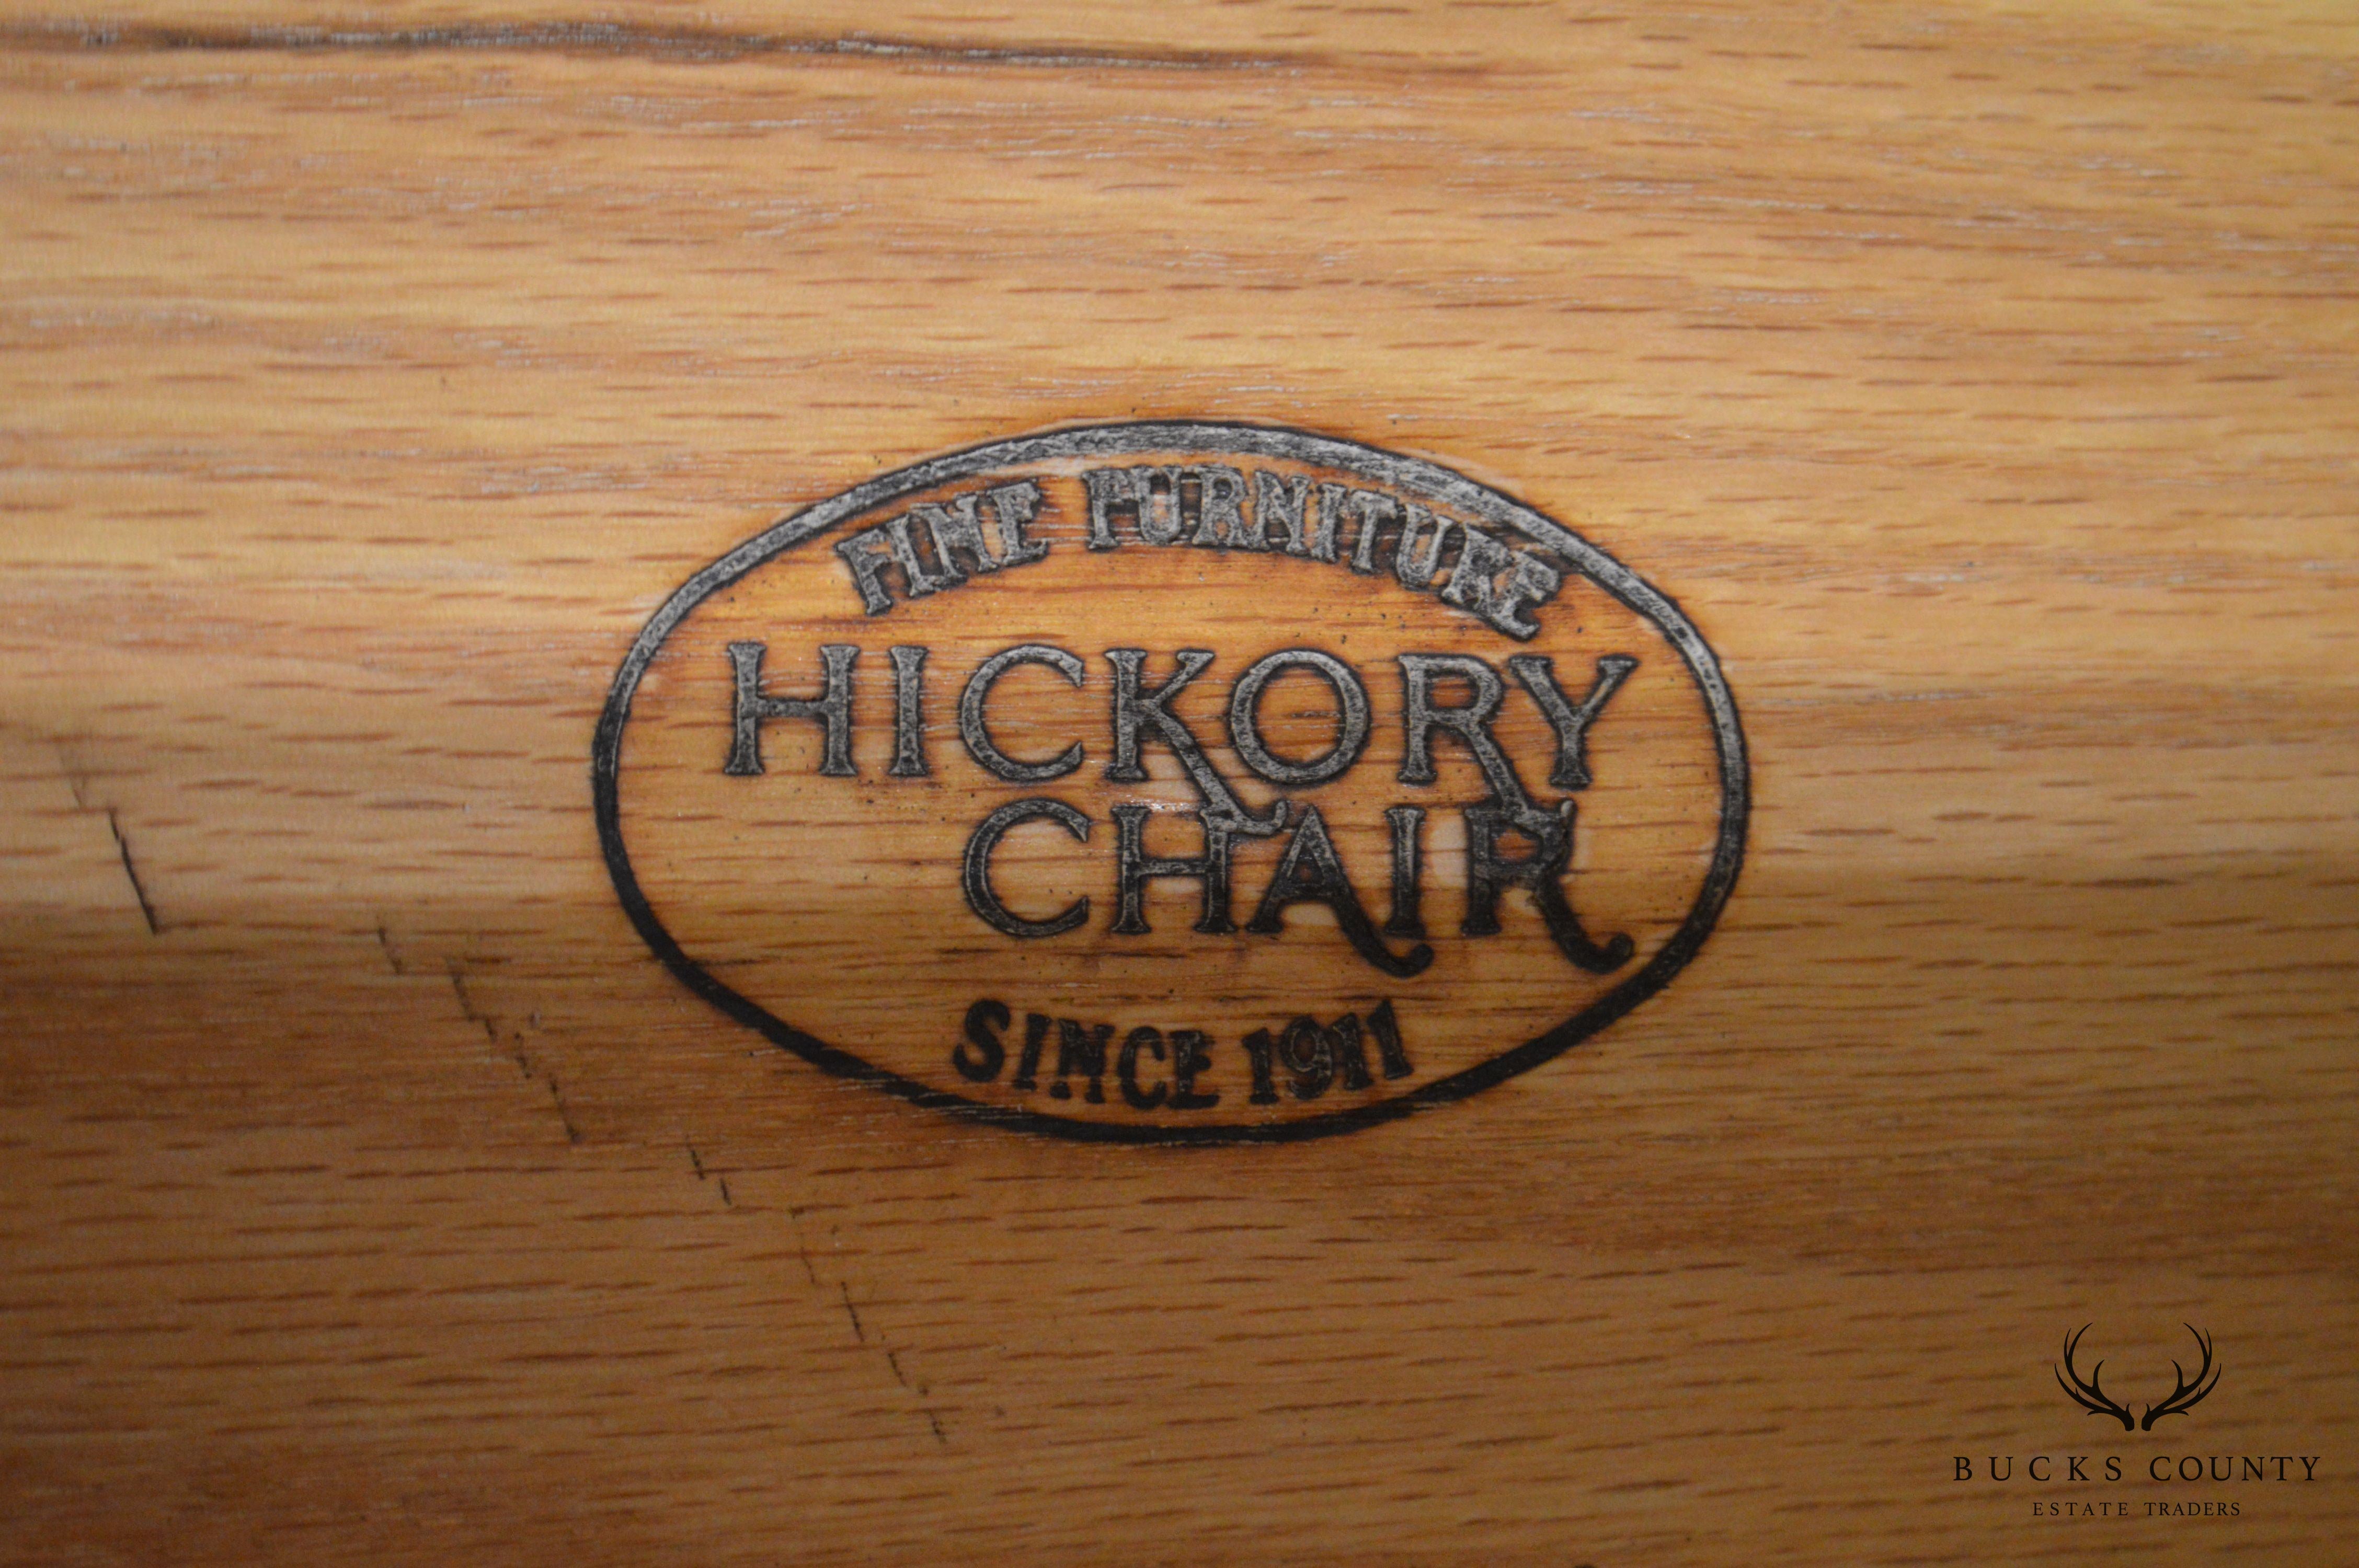 FINE FURNITURE
HICKORY
CHAIR
SINCE 1911
BUCKS COUNTY
ESTATE TRADERS